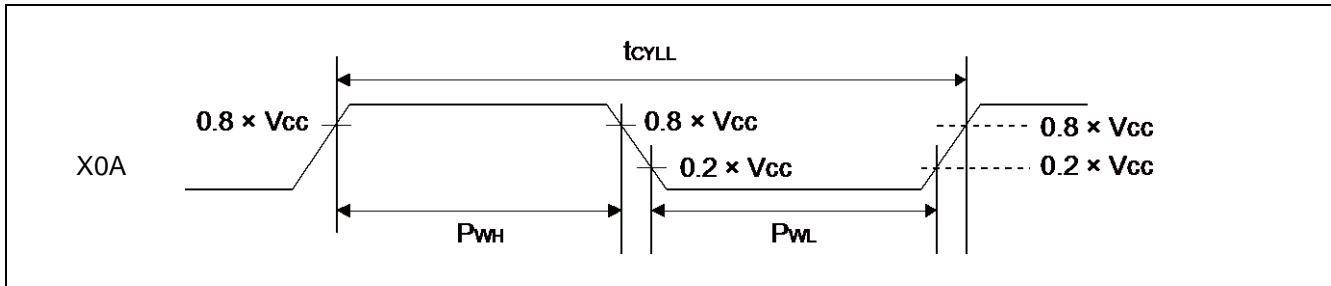 tCYLL
0.8 × VCC
0.8 × VCC
0.8 × VCC
X0A
0.2 × VCC
0.2 × VCC
PWH
PWL